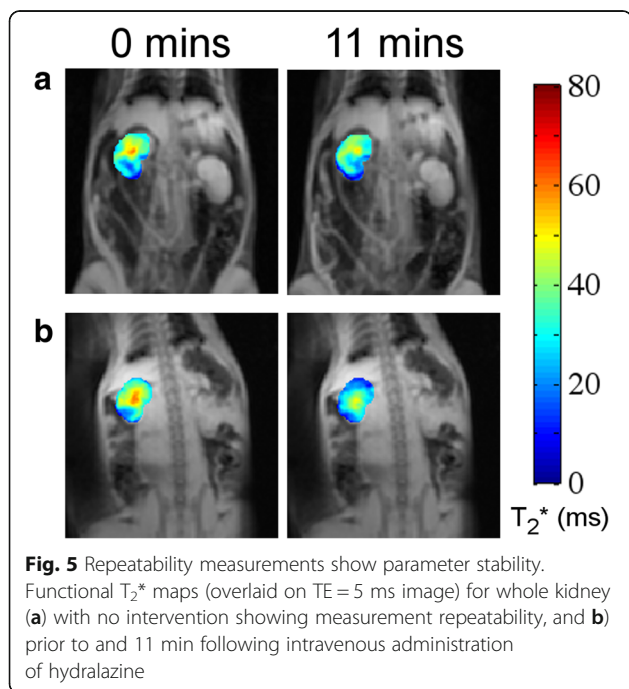 0 mins 11 mins
a
b
80
60
40
20
0
T₂* (ms)
Fig. 5 Repeatability measurements show parameter stability.
Functional T₂* maps (overlaid on TE = 5 ms image) for whole kidney
(a) with no intervention showing measurement repeatability, and b)
prior to and 11 min following intravenous administration
of hydralazine